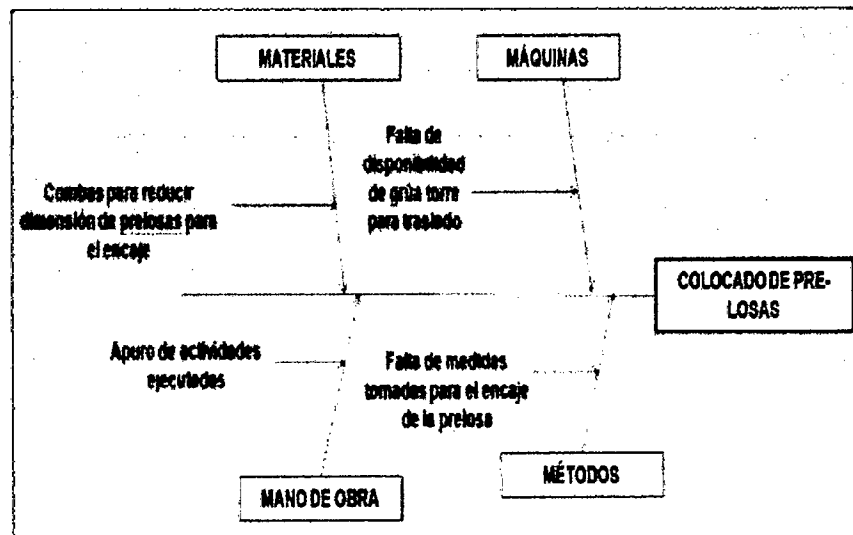 MATERIALES
MÁQUINAS
Falta de
disponibilidad
de grúa torre
para traslado
Combas para reducir
dimensión de prelosas para
el encaje
COLOCADO DE PRE-
LOSAS
Apuro de actividades
ejecutadas
Falta de medidas
tomadas para el encaje
de la prelosa
MANO DE OBRA
MÉTODOS